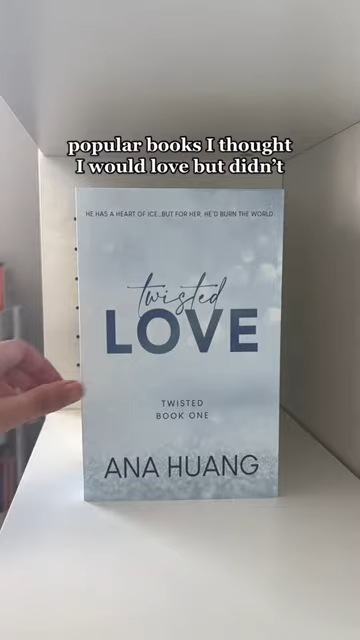 popular books I thought
I would love but didn't
HE HAS A HEART OF ICE...BUT FOR HER, HE'D BURN THE WORLD
twisted
LOVE
TWISTED
BOOK ONE
ANA HUANG